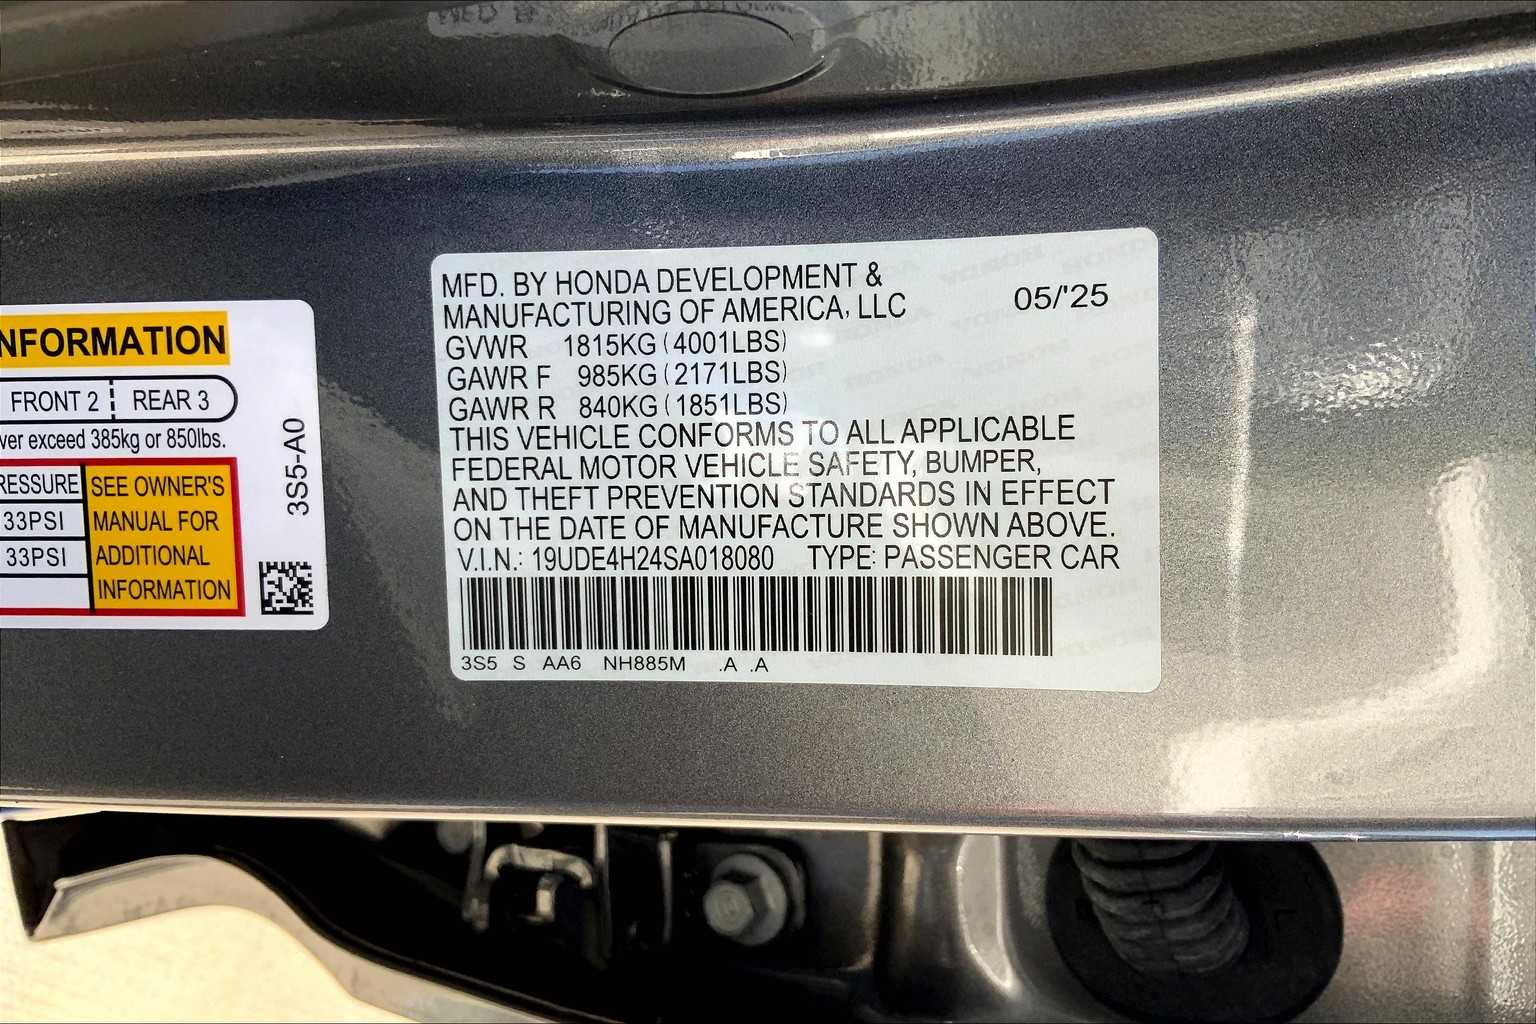 NFORMATION
FRONT 2 REAR 3
ver exceed 385kg or 850lbs.
RESSURE
33PSI
33PSI
SEE OWNER'S
MANUAL FOR
ADDITIONAL
INFORMATION
3S5-A0
MFD. BY HONDA DEVELOPMENT &
MANUFACTURING OF AMERICA, LLC
05/'25
GVWR 1815KG (4001LBS)
GAWR F 985KG (2171LBS)
GAWR R 840KG (1851LBS)
THIS VEHICLE CONFORMS TO ALL APPLICABLE
FEDERAL MOTOR VEHICLE SAFETY, BUMPER,
AND THEFT PREVENTION STANDARDS IN EFFECT
ON THE DATE OF MANUFACTURE SHOWN ABOVE.
V.I.N.: 19UDE4H24SA018080 TYPE: PASSENGER CAR
3S5 S AA6 NH885M .A .A